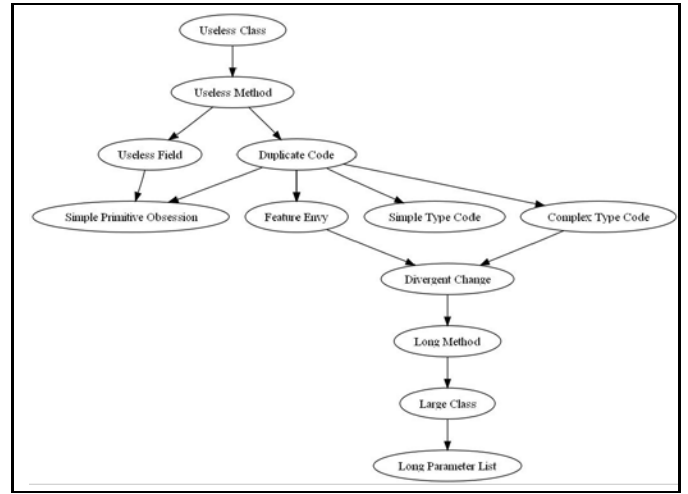 Useless Class
Useless Method
Useless Field
Duplicate Code
Simple Primitive Obsession
Feature Envy
Simple Type Code
Complex Type Code
Divergent Change
Long Method
Large Class
Long Parameter List